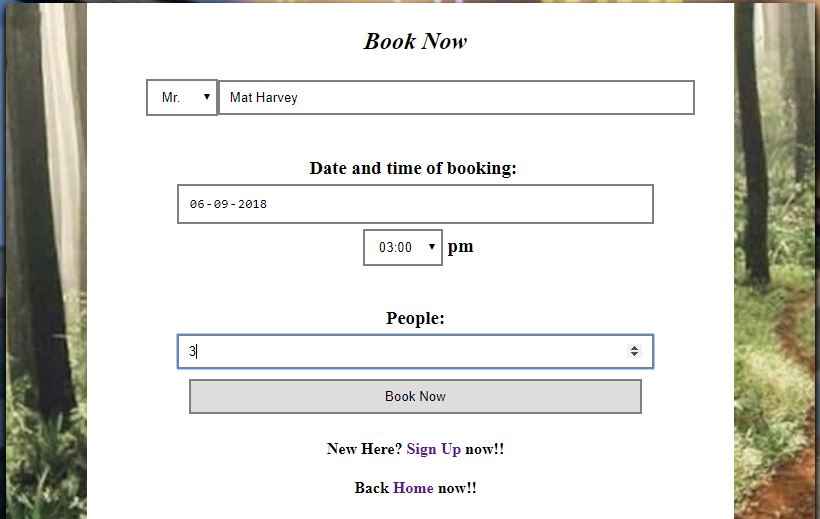 Book Now
Mr. Mat Harvey
Date and time of booking:
06-09-2018
03:00 pm
People:
3
Book Now
New Here? Sign Up now!!
Back Home now!!